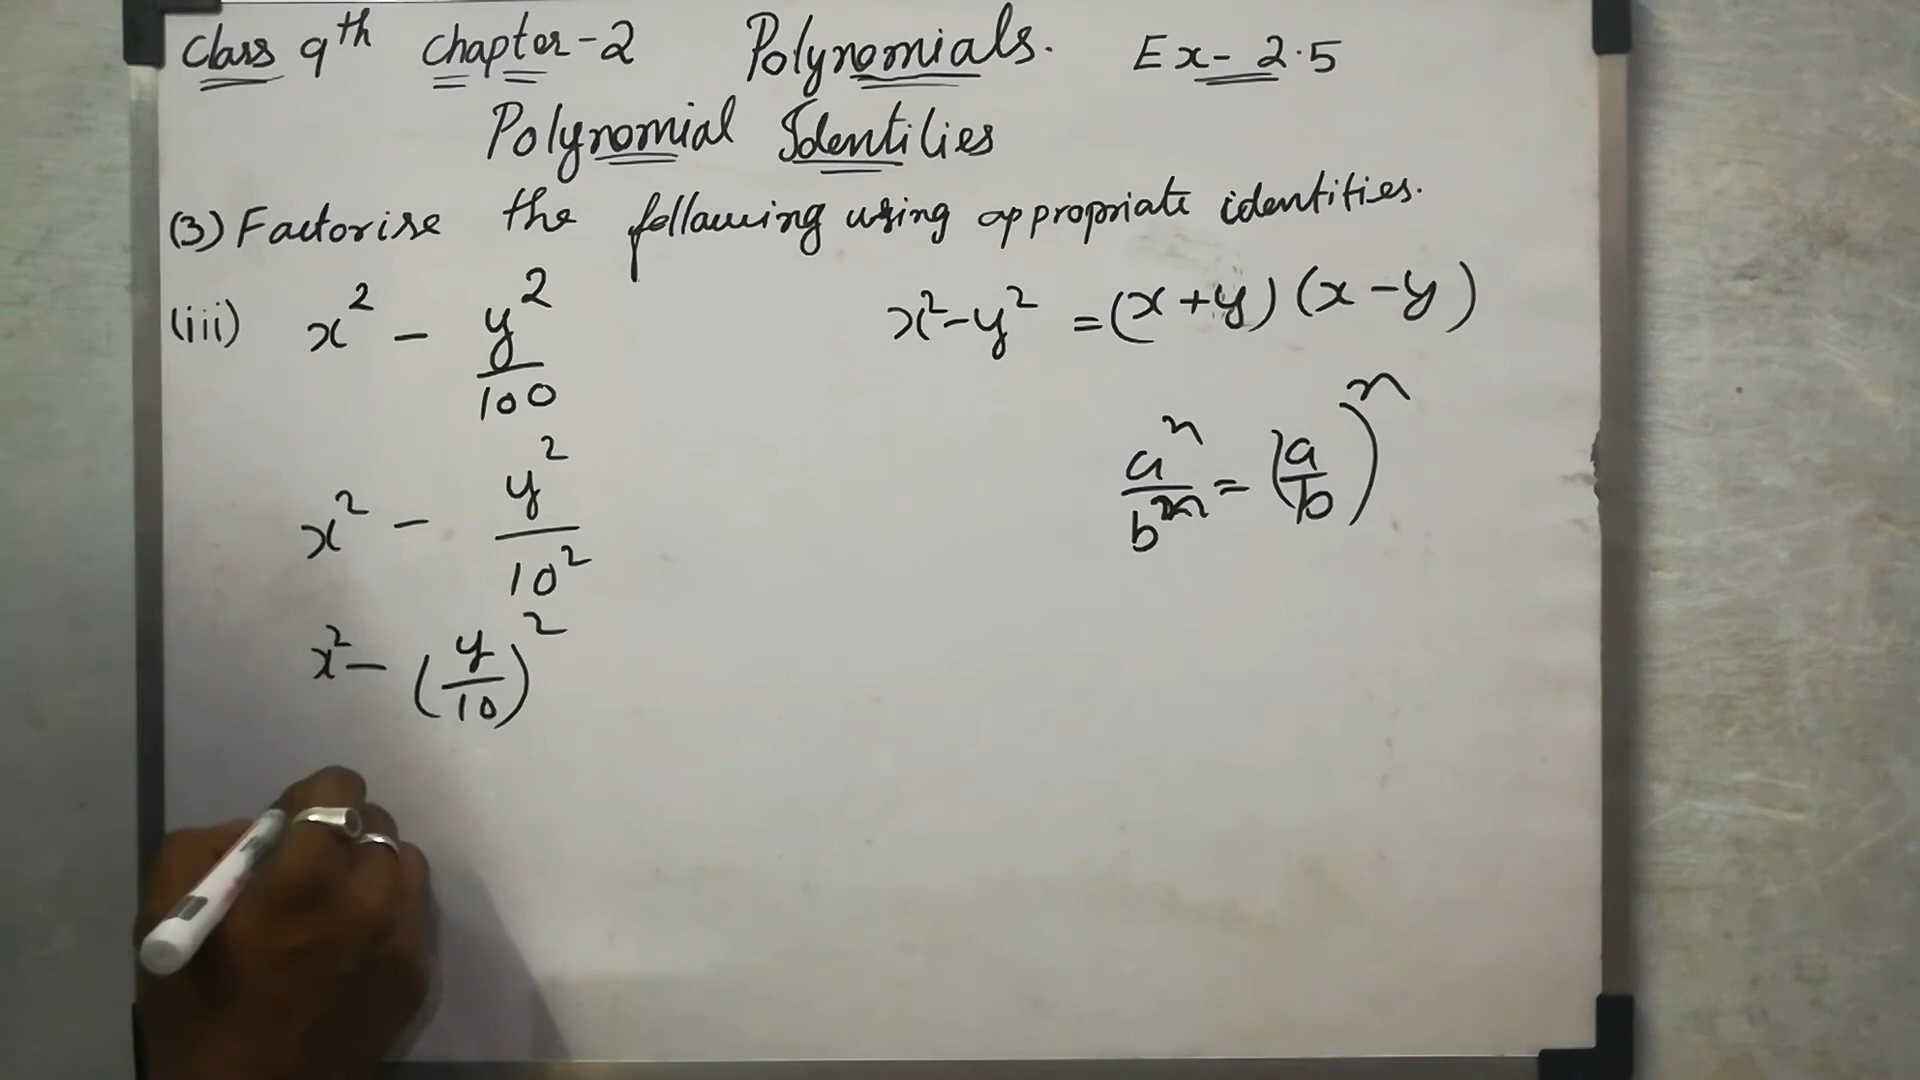 Class 9th Chapter-2 Polynomials. Ex-2.5
Polynomial Identities
(3) Factorise the following using appropriate identities.
(iii) x² - y²/100
x² - y² = (x+y)(x-y)
x² - y²/10²
aⁿ/bⁿ = (a/b)ⁿ
x² - (y/10)²